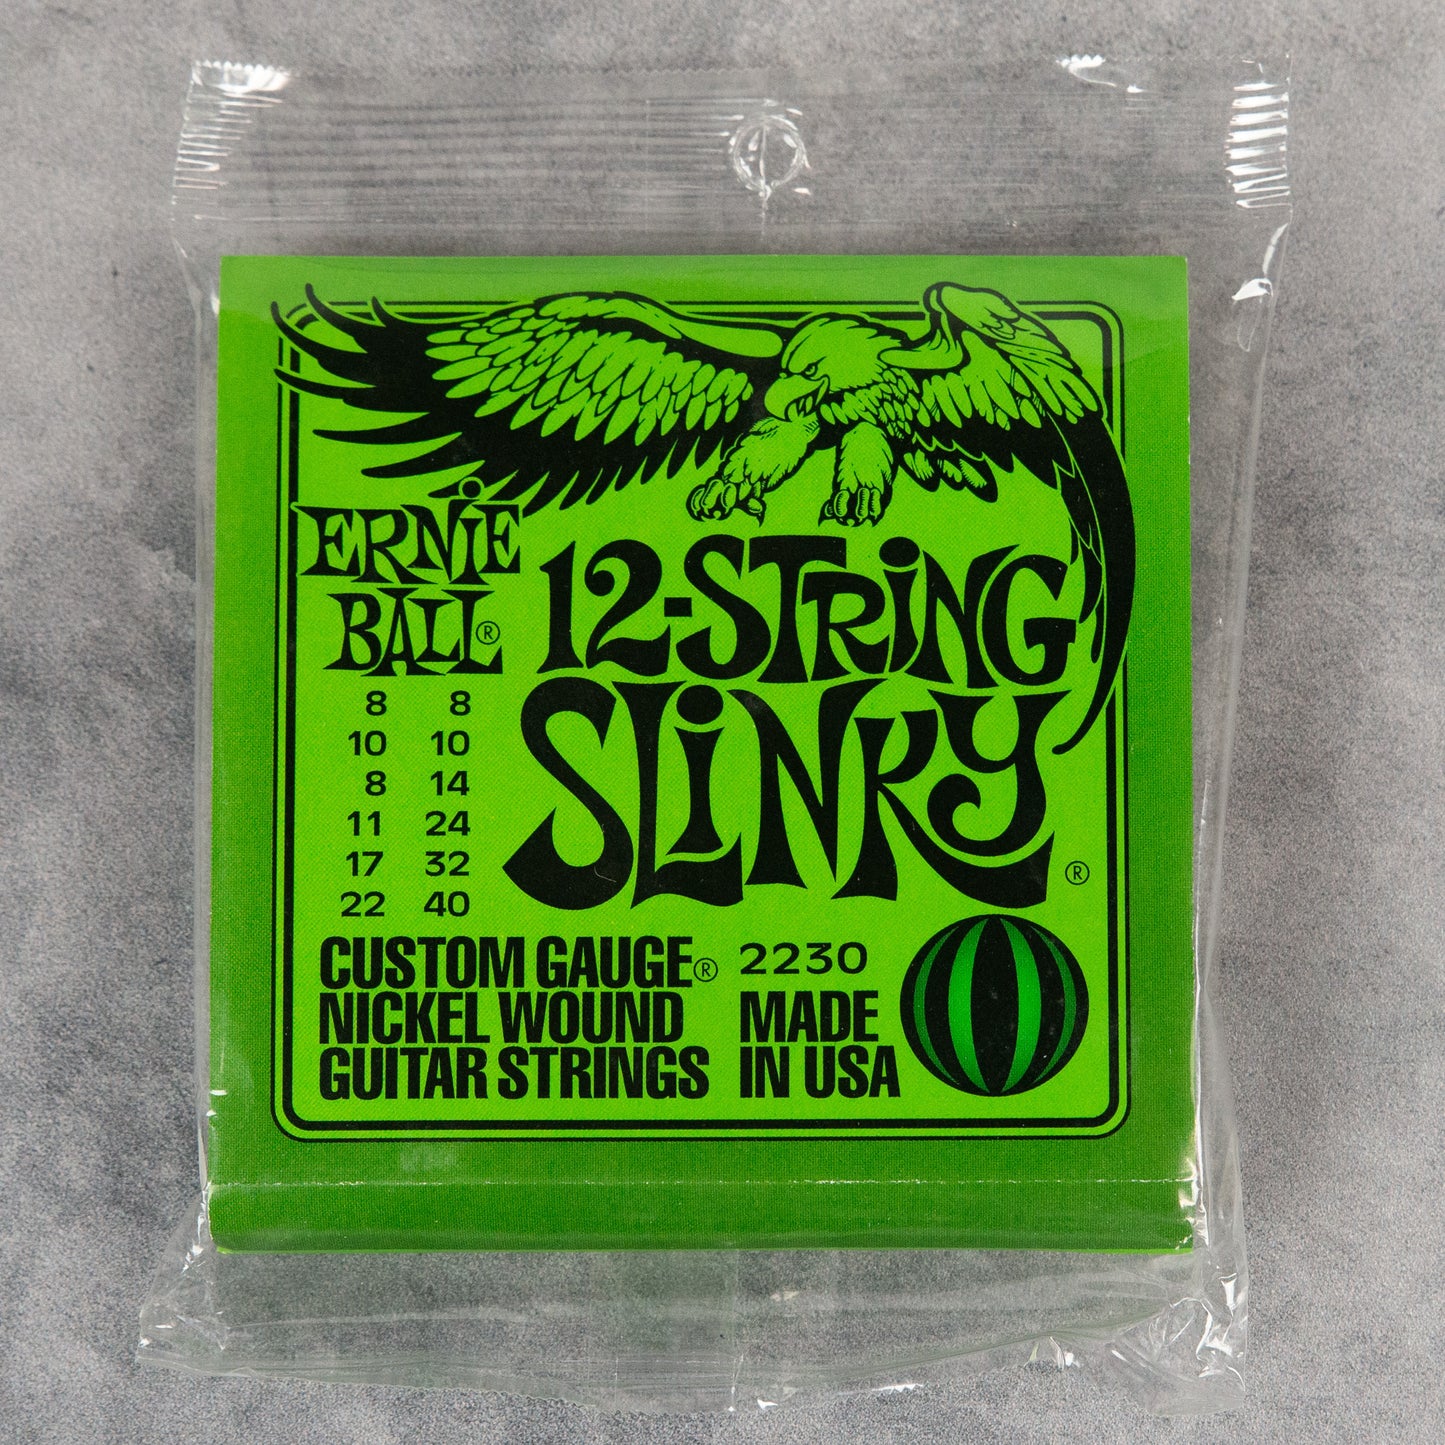 ERNiE
BALL®
12-STRiNG
SLiNKY®
8 8
10 10
8 14
11 24
17 32
22 40
CUSTOM GAUGE®
NICKEL WOUND
GUITAR STRINGS
2230
MADE
IN USA